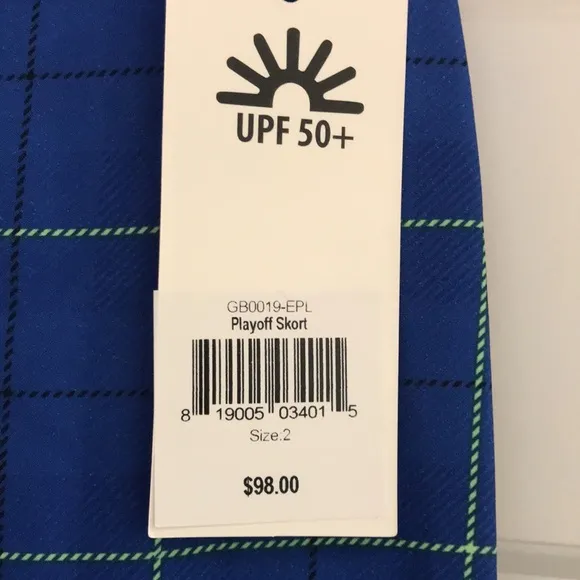 UPF 50+
GB0019-EPL
Playoff Skort
8 19005 03401 5
Size:2
$98.00